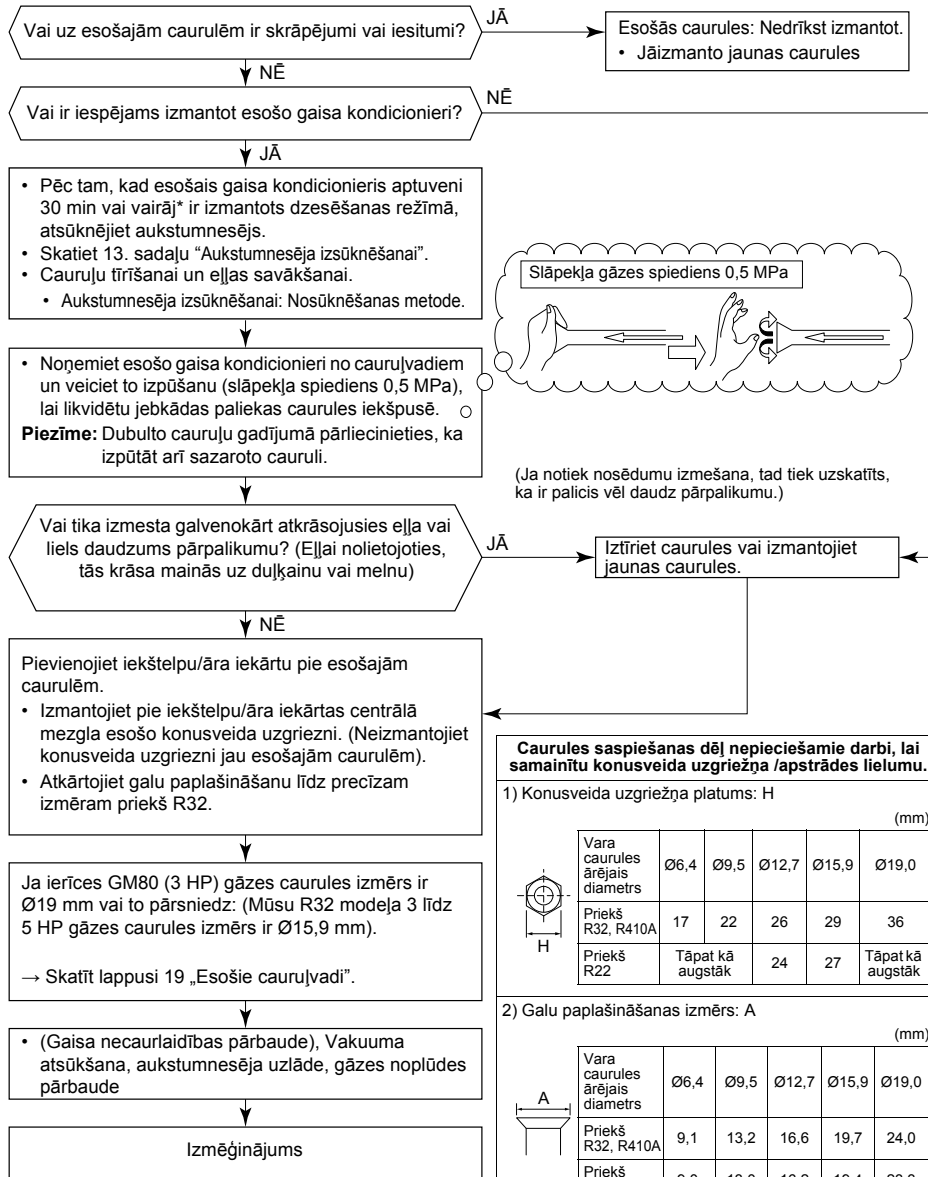 Vai uz esošajām caurulēm ir skrāpējumi vai iesitumi?
JĀ
Esošās caurules: Nedrīkst izmantot.
• Jāizmanto jaunas caurules
NĒ
Vai ir iespējams izmantot esošo gaisa kondicionieri?
NĒ
JĀ
• Pēc tam, kad esošais gaisa kondicionieris aptuveni
30 min vai vairāj* ir izmantots dzesēšanas režīmā,
atsūknējiet aukstumnesējs.
• Skatiet 13. sadaļu “Aukstumnesēja izsūknēšanai”.
• Cauruļu tīrīšanai un eļļas savākšanai.
• Aukstumnesēja izsūknēšanai: Nosūknēšanas metode.
Slāpekļa gāzes spiediens 0,5 MPa
• Noņemiet esošo gaisa kondicionieri no cauruļvadiem
un veiciet to izpūšanu (slāpekļa spiediens 0,5 MPa),
lai likvidētu jebkādas paliekas caurules iekšpusē.
Piezīme: Dubulto cauruļu gadījumā pārliecinieties, ka
izpūtāt arī sazaroto cauruli.
(Ja notiek nosēdumu izmešana, tad tiek uzskatīts,
ka ir palicis vēl daudz pārpalikumu.)
Vai tika izmesta galvenokārt atkrāsojusies eļļa vai
liels daudzums pārpalikumu? (Eļļai nolietojoties,
tās krāsa mainās uz duļķainu vai melnu)
JĀ
Iztīriet caurules vai izmantojiet
jaunas caurules.
NĒ
Pievienojiet iekštelpu/āra iekārtu pie esošajām
caurulēm.
• Izmantojiet pie iekštelpu/āra iekārtas centrālā
mezgla esošo konusveida uzgriezni. (Neizmantojiet
konusveida uzgriezni jau esošajām caurulēm).
• Atkārtojiet galu paplašināšanu līdz precīzam
izmēram priekš R32.
Ja ierīces GM80 (3 HP) gāzes caurules izmērs ir
Ø19 mm vai to pārsniedz: (Mūsu R32 modeļa 3 līdz
5 HP gāzes caurules izmērs ir Ø15,9 mm).
→ Skatīt lappusi 19 „Esošie cauruļvadi”.
• (Gaisa necaurlaidības pārbaude), Vakuuma
atsūkšana, aukstumnesēja uzlāde, gāzes noplūdes
pārbaude
Izmēģinājums
Caurules saspiešanas dēļ nepieciešamie darbi, lai
samainītu konusveida uzgriežņa /apstrādes lielumu.
1) Konusveida uzgriežņa platums: H
(mm)
H
Vara
caurules
ārējais
diametrs
Ø6,4 Ø9,5 Ø12,7 Ø15,9 Ø19,0
Priekš
R32, R410A
17 22 26 29 36
Priekš
R22
Tāpat kā
augstāk
24 27
Tāpat kā
augstāk
2) Galu paplašināšanas izmērs: A
(mm)
A
Vara
caurules
ārējais
diametrs
Ø6,4 Ø9,5 Ø12,7 Ø15,9 Ø19,0
Priekš
R32, R410A
9,1 13,2 16,6 19,7 24,0
Priekš